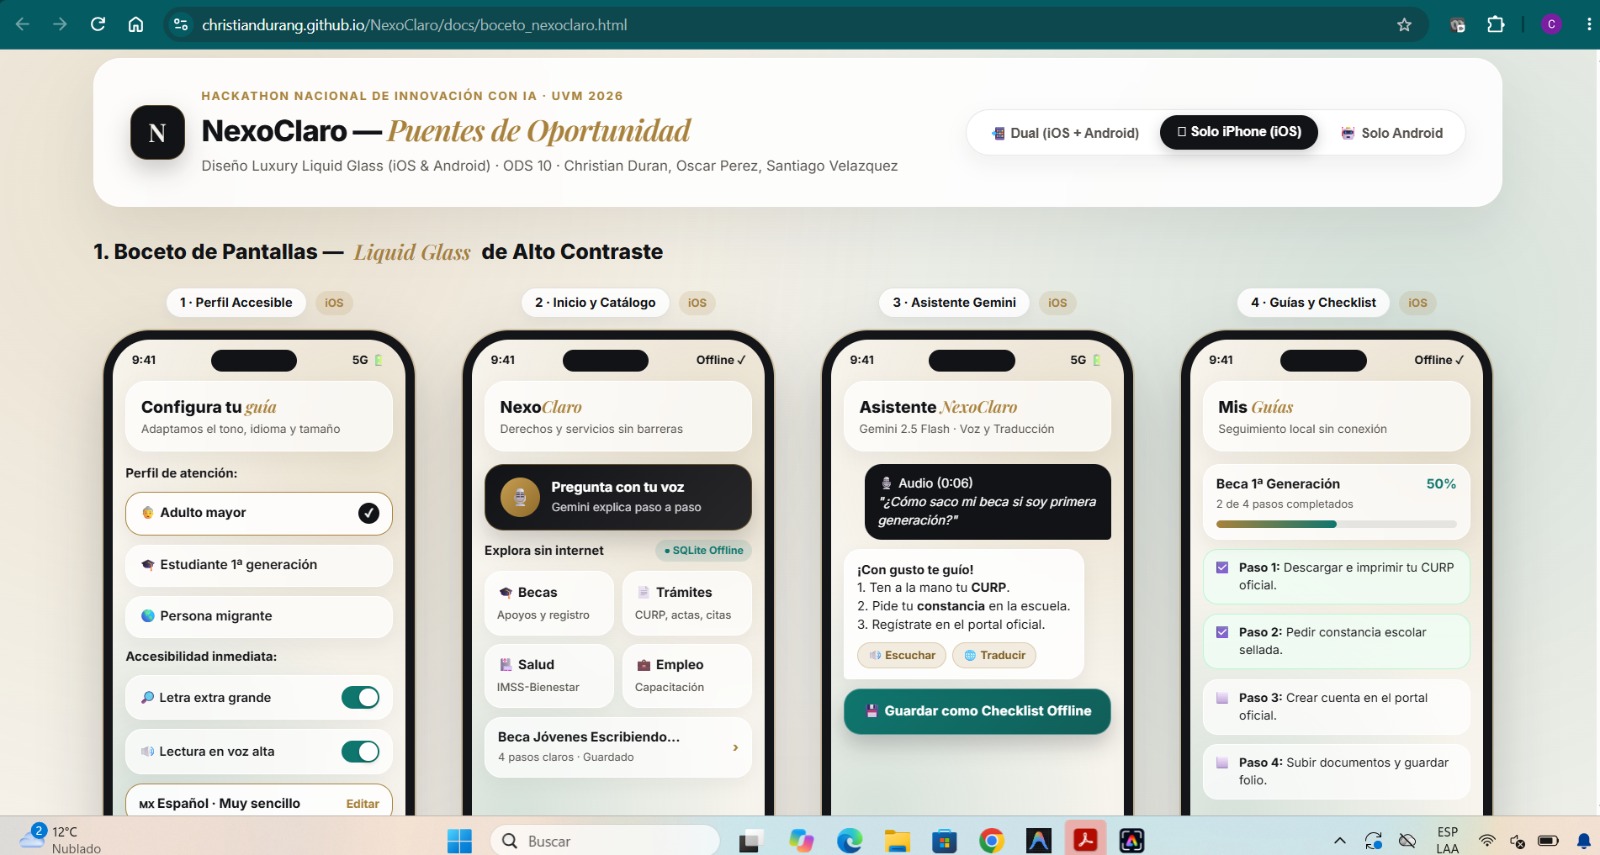 christiandurang.github.io/NexoClaro/docs/boceto_nexoclaro.html
C
HACKATHON NACIONAL DE INNOVACIÓN CON IA · UVM 2026
N
NexoClaro — Puentes de Oportunidad
Diseño Luxury Liquid Glass (iOS & Android) · ODS 10 · Christian Duran, Oscar Perez, Santiago Velazquez
Dual (iOS + Android)
Solo iPhone (iOS)
Solo Android
1. Boceto de Pantallas — Liquid Glass de Alto Contraste
1 · Perfil Accesible
iOS
9:41
5G
Configura tu guía
Adaptamos el tono, idioma y tamaño
Perfil de atención:
Adulto mayor
Estudiante 1ª generación
Persona migrante
Accesibilidad inmediata:
Letra extra grande
Lectura en voz alta
MX Español · Muy sencillo
Editar
2 · Inicio y Catálogo
iOS
9:41
Offline ✓
NexoClaro
Derechos y servicios sin barreras
Pregunta con tu voz
Gemini explica paso a paso
Explora sin internet
● SQLite Offline
Becas
Apoyos y registro
Trámites
CURP, actas, citas
Salud
IMSS-Bienestar
Empleo
Capacitación
Beca Jóvenes Escribiendo...
4 pasos claros · Guardado
›
3 · Asistente Gemini
iOS
9:41
5G
Asistente NexoClaro
Gemini 2.5 Flash · Voz y Traducción
Audio (0:06)
"¿Cómo saco mi beca si soy primera
generación?"
¡Con gusto te guío!
1. Ten a la mano tu CURP.
2. Pide tu constancia en la escuela.
3. Regístrate en el portal oficial.
Escuchar
Traducir
Guardar como Checklist Offline
4 · Guías y Checklist
iOS
9:41
Offline ✓
Mis Guías
Seguimiento local sin conexión
Beca 1ª Generación
50%
2 de 4 pasos completados
Paso 1: Descargar e imprimir tu CURP
oficial.
Paso 2: Pedir constancia escolar
sellada.
Paso 3: Crear cuenta en el portal
oficial.
Paso 4: Subir documentos y guardar
folio.
2
12°C
Nublado
Buscar
ESP
LAA